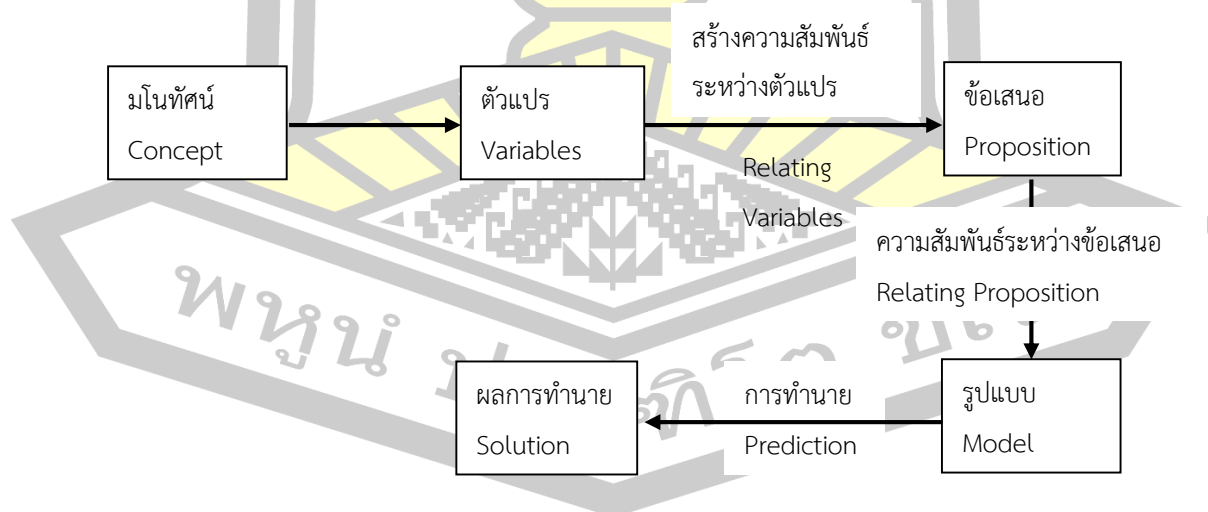 สร้างความสัมพันธ์
ระหว่างตัวแปร
มโนทัศน์
Concept
ตัวแปร
Variables
ข้อเสนอ
Proposition
Relating
Variables
ความสัมพันธ์ระหว่างข้อเสนอ
Relating Proposition
พหูนํ
ผลการทำนาย
Solution
การทำนาย
Prediction
รูปแบบ
Model